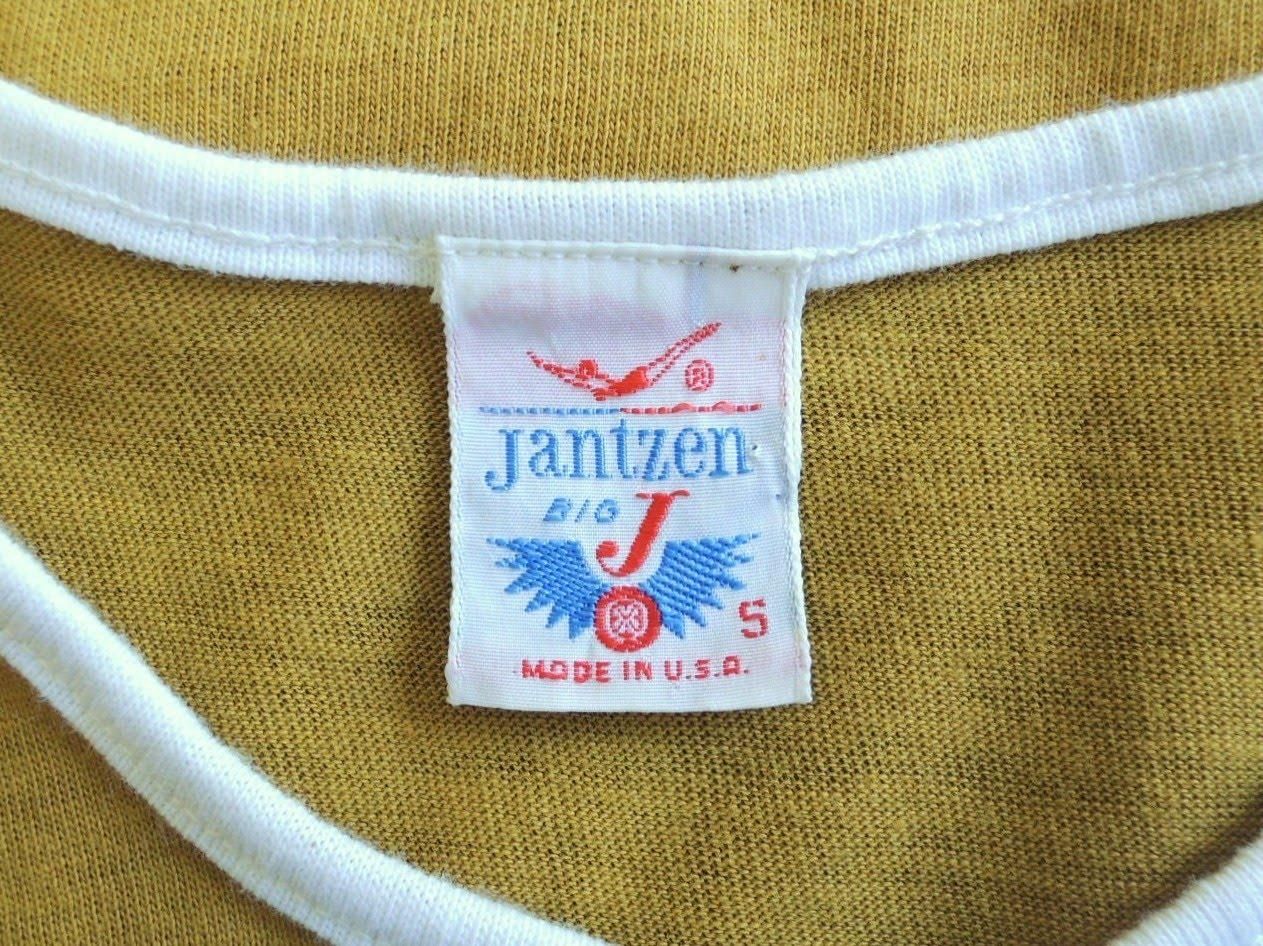 ®
Jantzen
BIG J
S
MADE IN U.S.A.